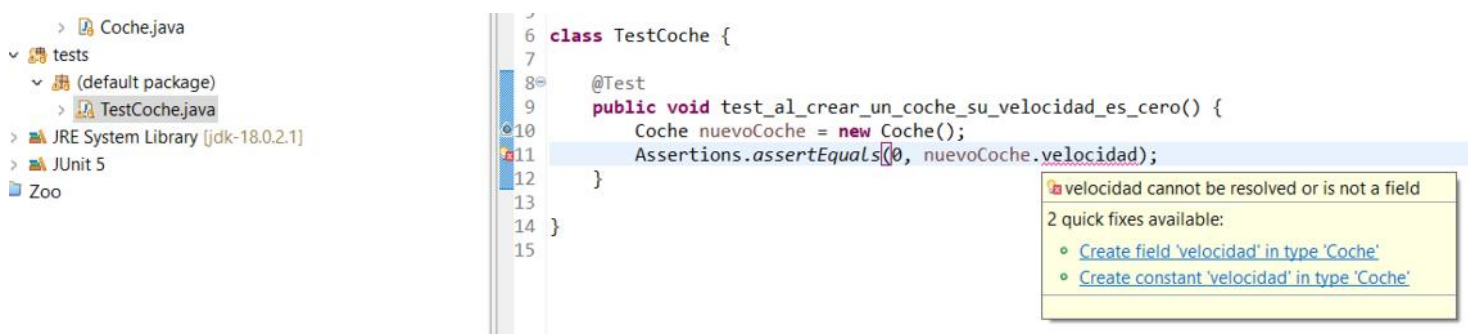 Coche.java
tests
(default package)
TestCoche.java
JRE System Library [jdk-18.0.2.1]
JUnit 5
Zoo
6 class TestCoche {
7
8 @Test
9 public void test_al_crear_un_coche_su_velocidad_es_cero() {
10 Coche nuevoCoche = new Coche();
11 Assertions.assertEquals(0, nuevoCoche.velocidad);
12 }
13
14 }
15
velocidad cannot be resolved or is not a field
2 quick fixes available:
Create field 'velocidad' in type 'Coche'
Create constant 'velocidad' in type 'Coche'